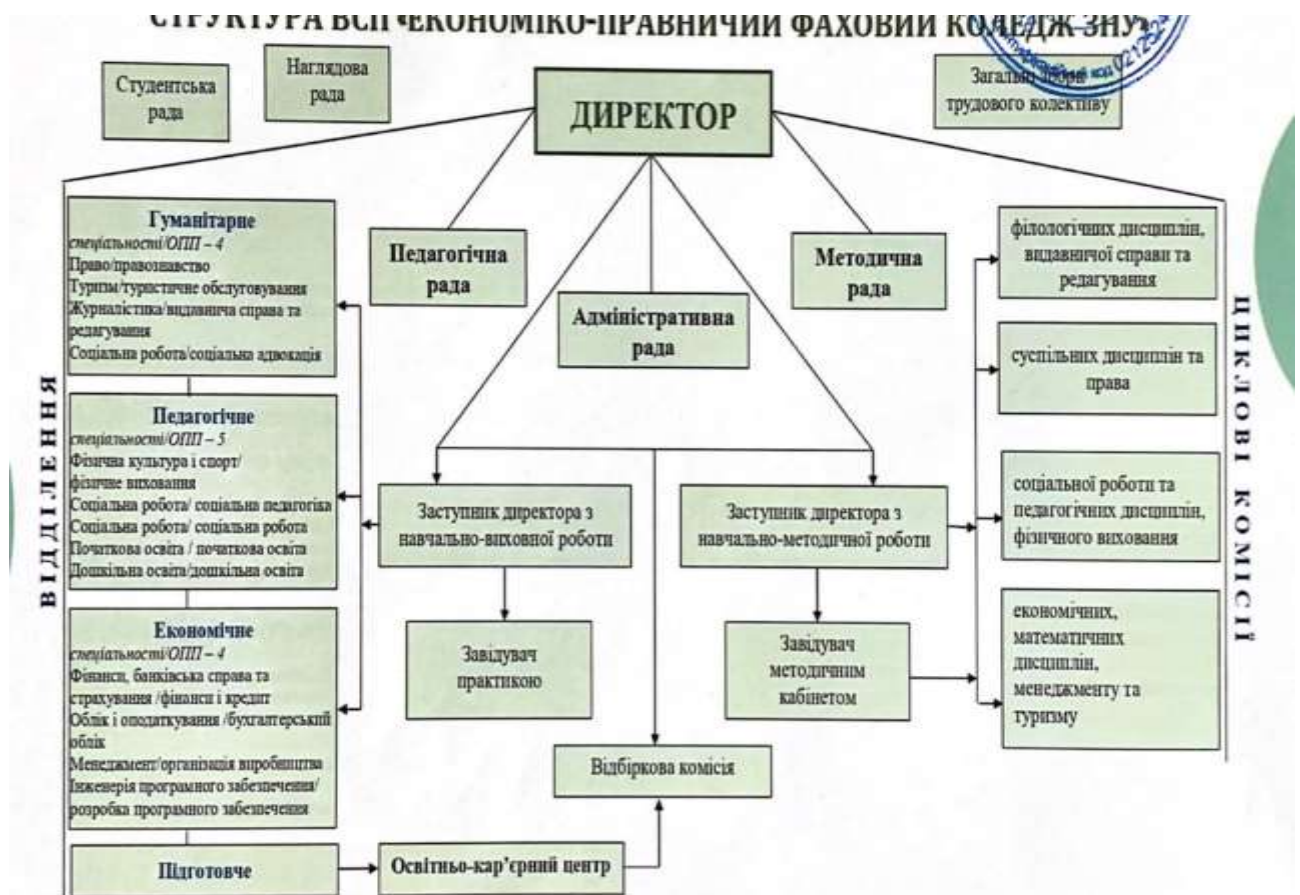 СТРУКТУРА ВСП «ЕКОНОМІКО-ПРАВНИЧИЙ ФАХОВИЙ КОЛЕДЖ ЗНУ»
Студентська
рада
Наглядова
рада
ДИРЕКТОР
Загальні збори
трудового колективу
код 0212524
ВІДДІЛЕННЯ
Гуманітарне
спеціальності/ОПП – 4
Право/правознавство
Туризм/туристичне обслуговування
Журналістика/видавнича справа та
редагування
Соціальна робота/соціальна адвокація
Педагогічне
спеціальності/ОПП – 5
Фізична культура і спорт/
фізичне виховання
Соціальна робота/ соціальна педагогіка
Соціальна робота/ соціальна робота
Початкова освіта / початкова освіта
Дошкільна освіта/дошкільна освіта
Економічне
спеціальності/ОПП – 4
Фінанси, банківська справа та
страхування /фінанси і кредит
Облік і оподаткування /бухгалтерський
облік
Менеджмент/організація виробництва
Інженерія програмного забезпечення/
розробка програмного забезпечення
Підготовче
Педагогічна
рада
Адміністративна
рада
Методична
рада
Заступник директора з
навчально-виховної роботи
Заступник директора з
навчально-методичної роботи
Завідувач
практикою
Завідувач
методичним
кабінетом
Відбіркова комісія
Освітньо-кар’єрний центр
філологічних дисциплін,
видавничої справи та
редагування
суспільних дисциплін та
права
соціальної роботи та
педагогічних дисциплін,
фізичного виховання
економічних,
математичних
дисциплін,
менеджменту та
туризму
ЦИКЛОВІ КОМІСІЇ